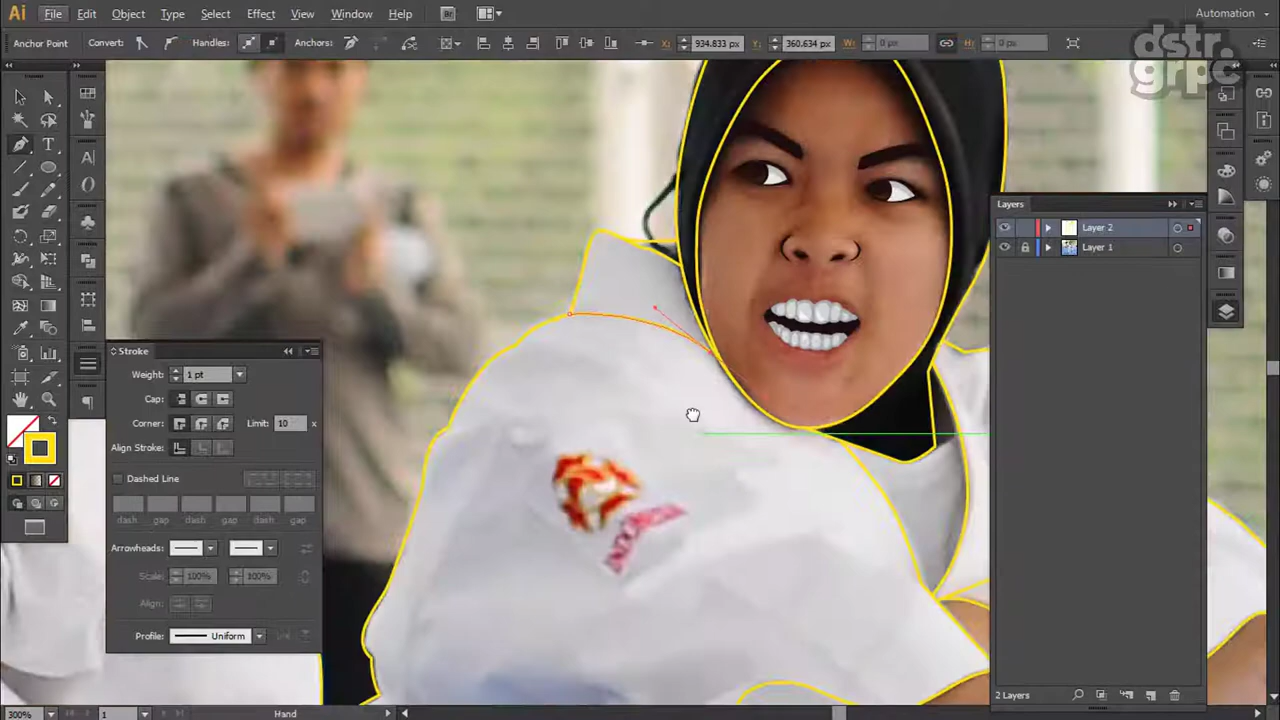 Ai File Edit Object Type Select Effect View Window Help Br Automation
Anchor Point Convert: Handles: Anchors: X: 934.833 px Y: 360.634 px W: 0 px H: 0 px
dstr.
grpc
Layers
Layer 2
Layer 1
Stroke
Weight: 1 pt
Cap:
Corner: Limit: 10 x
Align Stroke:
Dashed Line
dash gap dash gap dash gap
Arrowheads:
Scale: 100% 100%
Align:
Profile: Uniform
2 Layers
300% 1 Hand